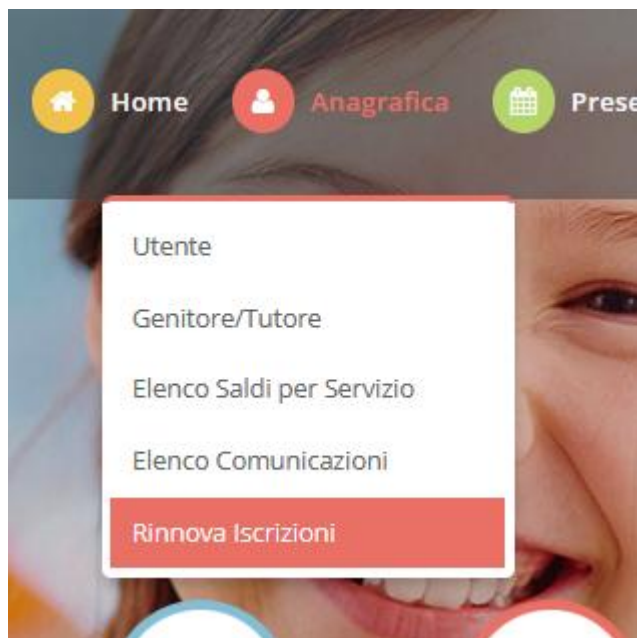 Home Anagrafica
Utente
Genitore/Tutore
Elenco Saldi per Servizio
Elenco Comunicazioni
Rinnova Iscrizioni